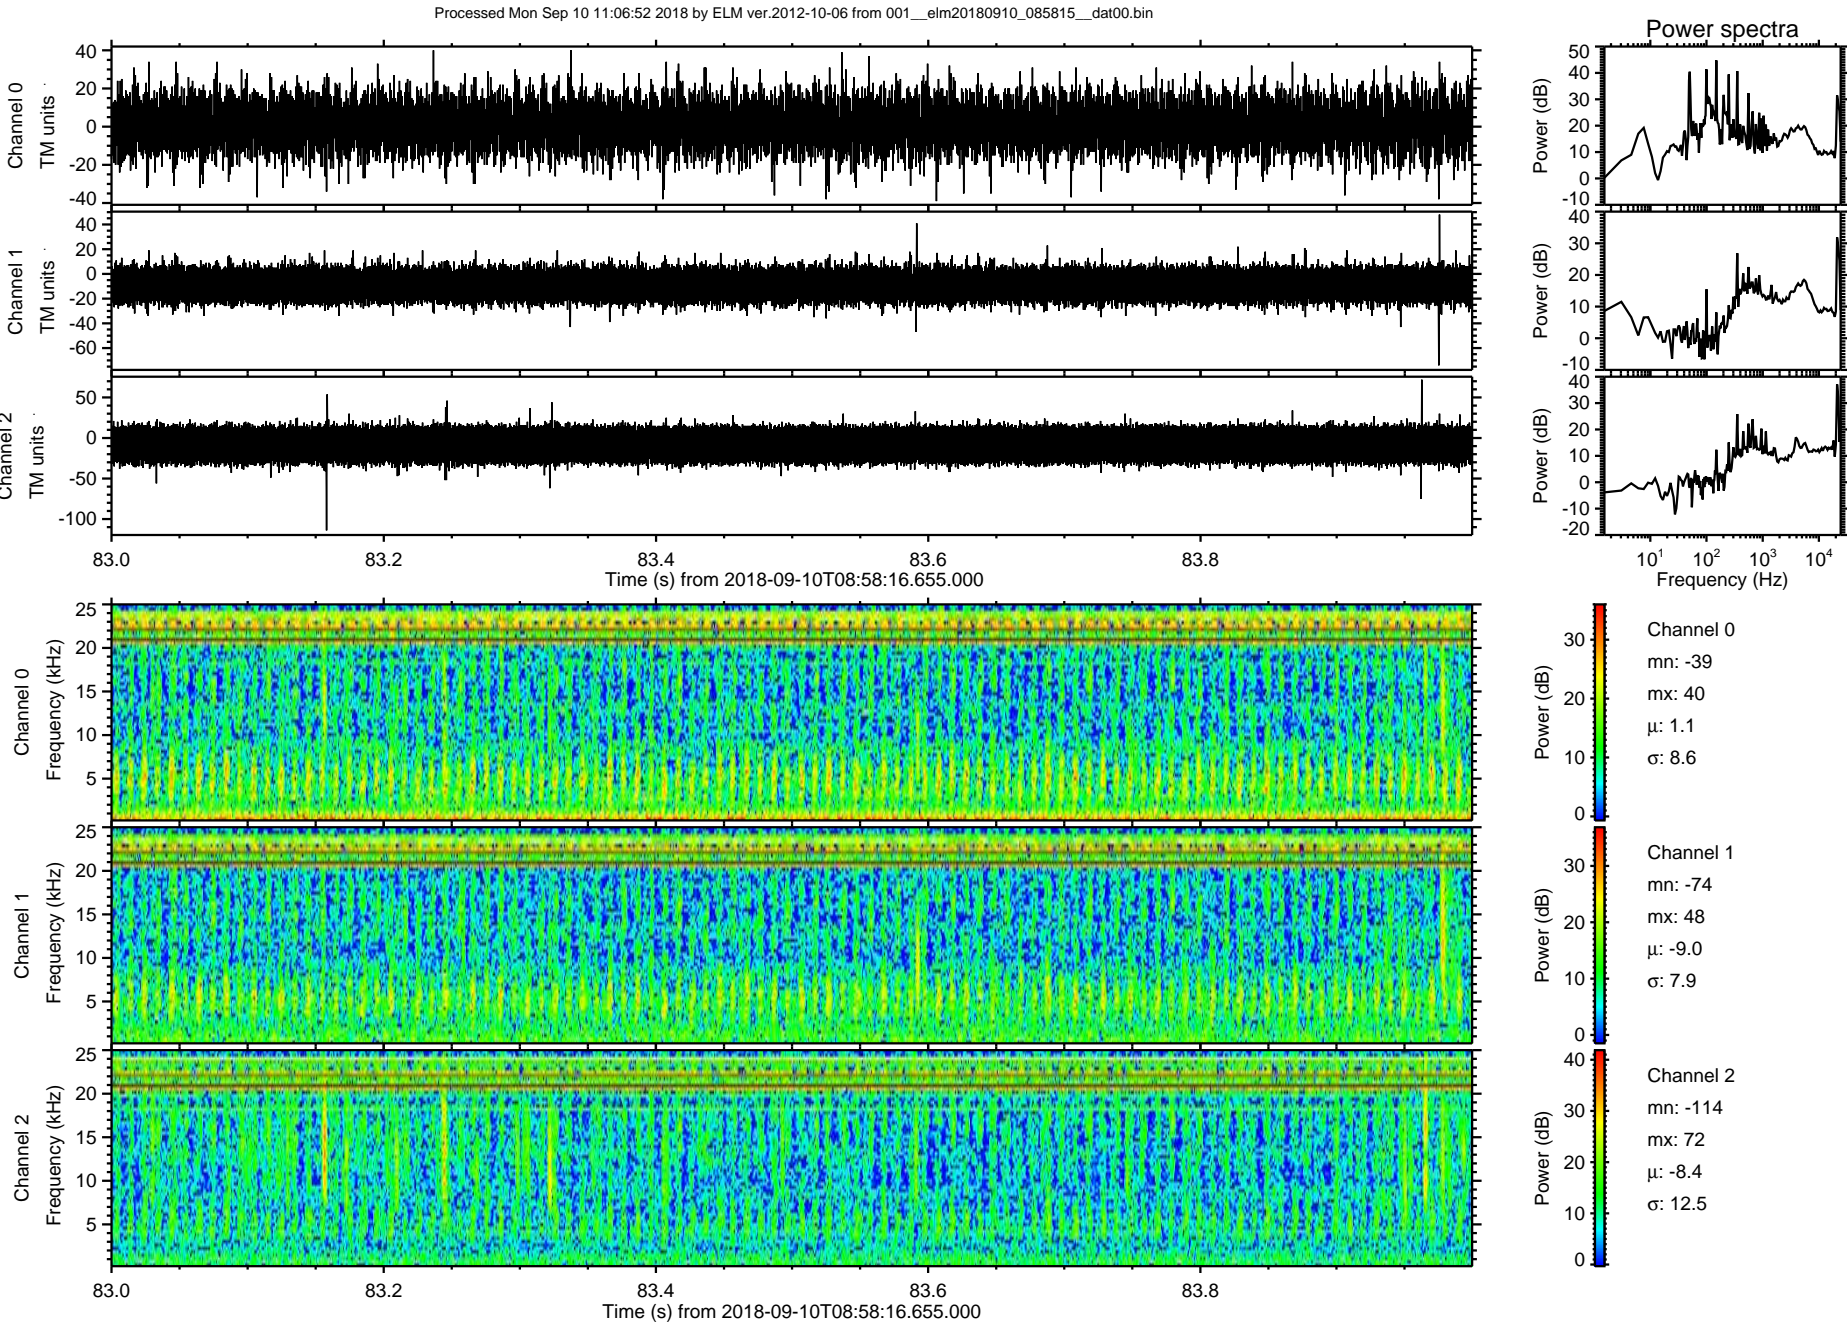 Processed Mon Sep 10 11:06:52 2018 by ELM ver.2012-10-06 from 001__elm20180910_085815__dat00.bin
Power spectra
Channel 0
TM units
40
20
0
-20
-40
Power (dB)
50
40
30
20
10
0
-10
Channel 1
TM units
40
20
0
-20
-40
-60
Power (dB)
40
30
20
10
0
-10
Channel 2
TM units
50
0
-50
-100
Power (dB)
40
30
20
10
0
-10
-20
83.0 83.2 83.4 83.6 83.8
Time (s) from 2018-09-10T08:58:16.655.000
10¹ 10² 10³ 10⁴
Frequency (Hz)
Channel 0
Frequency (kHz)
25
20
15
10
5
Power (dB)
30
20
10
0
Channel 0
mn: -39
mx: 40
μ: 1.1
σ: 8.6
Channel 1
Frequency (kHz)
25
20
15
10
5
Power (dB)
30
20
10
0
Channel 1
mn: -74
mx: 48
μ: -9.0
σ: 7.9
Channel 2
Frequency (kHz)
25
20
15
10
5
Power (dB)
40
30
20
10
0
Channel 2
mn: -114
mx: 72
μ: -8.4
σ: 12.5
83.0 83.2 83.4 83.6 83.8
Time (s) from 2018-09-10T08:58:16.655.000